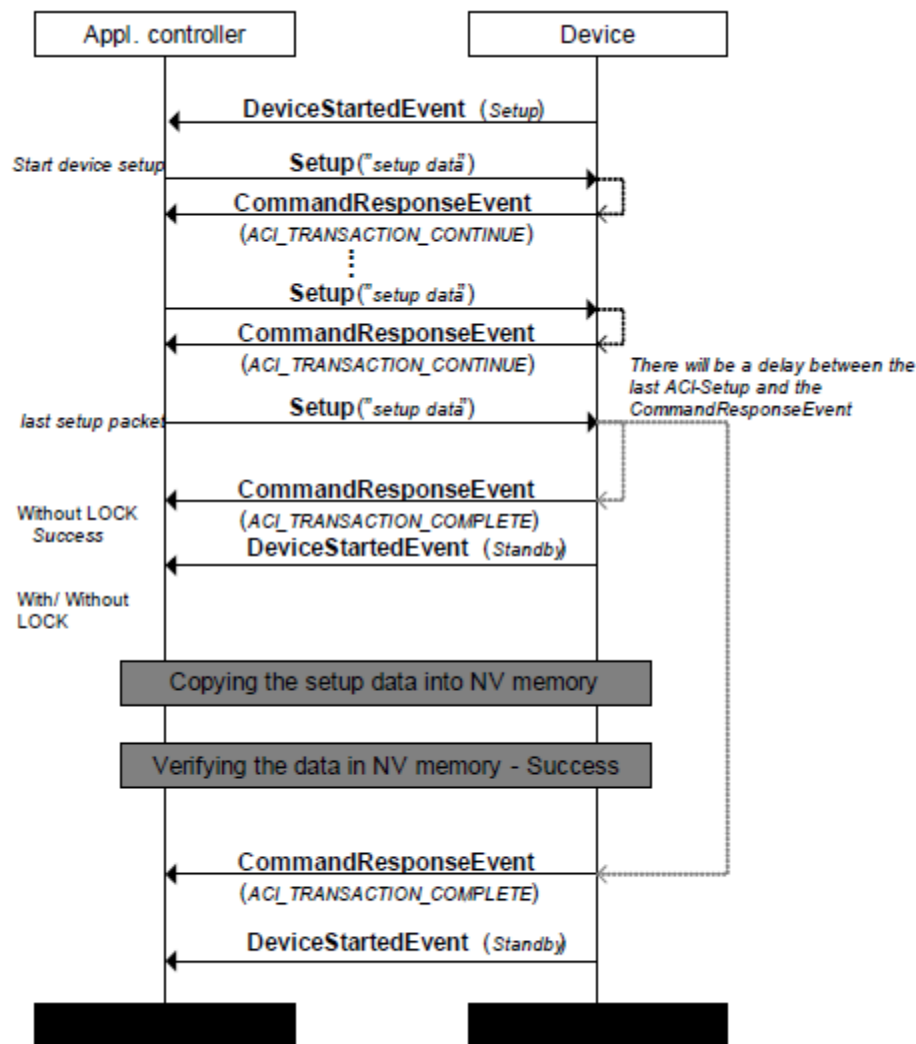 Appl. controller
Device
DeviceStartedEvent (Setup)
Start device setup
Setup("setup data")
CommandResponseEvent
(ACI_TRANSACTION_CONTINUE)
Setup("setup data")
CommandResponseEvent
(ACI_TRANSACTION_CONTINUE)
There will be a delay between the
last ACI-Setup and the
CommandResponseEvent
last setup packet
Setup("setup data")
CommandResponseEvent
(ACI_TRANSACTION_COMPLETE)
Without LOCK
Success
DeviceStartedEvent (Standby)
With/ Without
LOCK
Copying the setup data into NV memory
Verifying the data in NV memory - Success
CommandResponseEvent
(ACI_TRANSACTION_COMPLETE)
DeviceStartedEvent (Standby)